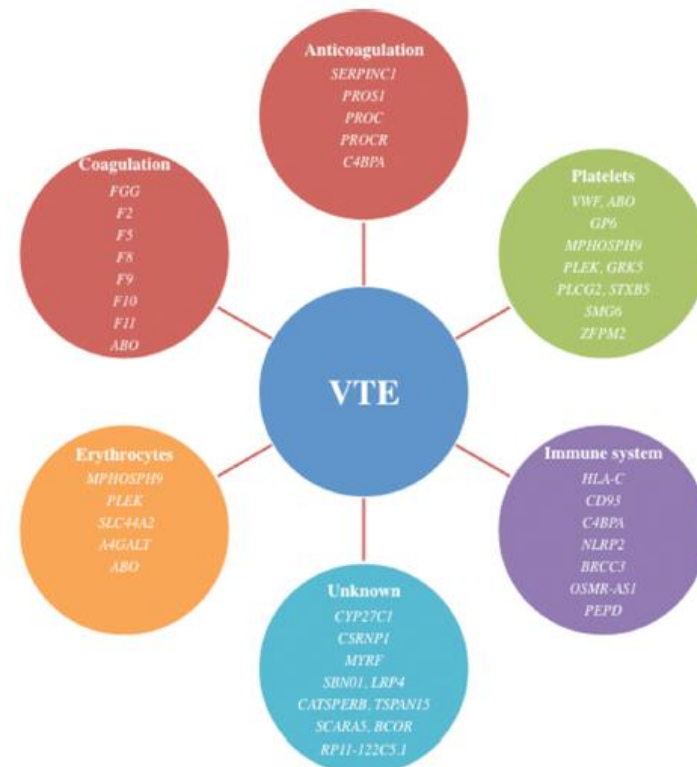 Anticoagulation
SERPINC1
PROS1
PROC
PROCR
C4BPA
Coagulation
FGG
F2
F5
F8
F9
F10
F11
ABO
Platelets
VWF, ABO
GP6
MPHOSPH9
PLEK, GRK5
PLCG2, STXB5
SMG6
ZFPM2
VTE
Erythrocytes
MPHOSPH9
PLEK
SLC44A2
A4GALT
ABO
Immune system
HLA-C
CD93
C4BPA
NLRP2
BRCC3
OSMR-AS1
PEPD
Unknown
CYP27C1
CSRNP1
MYRF
SBN01, LRP4
CATSPERB, TSPAN15
SCARA5, BCOR
RP11-122C5.1